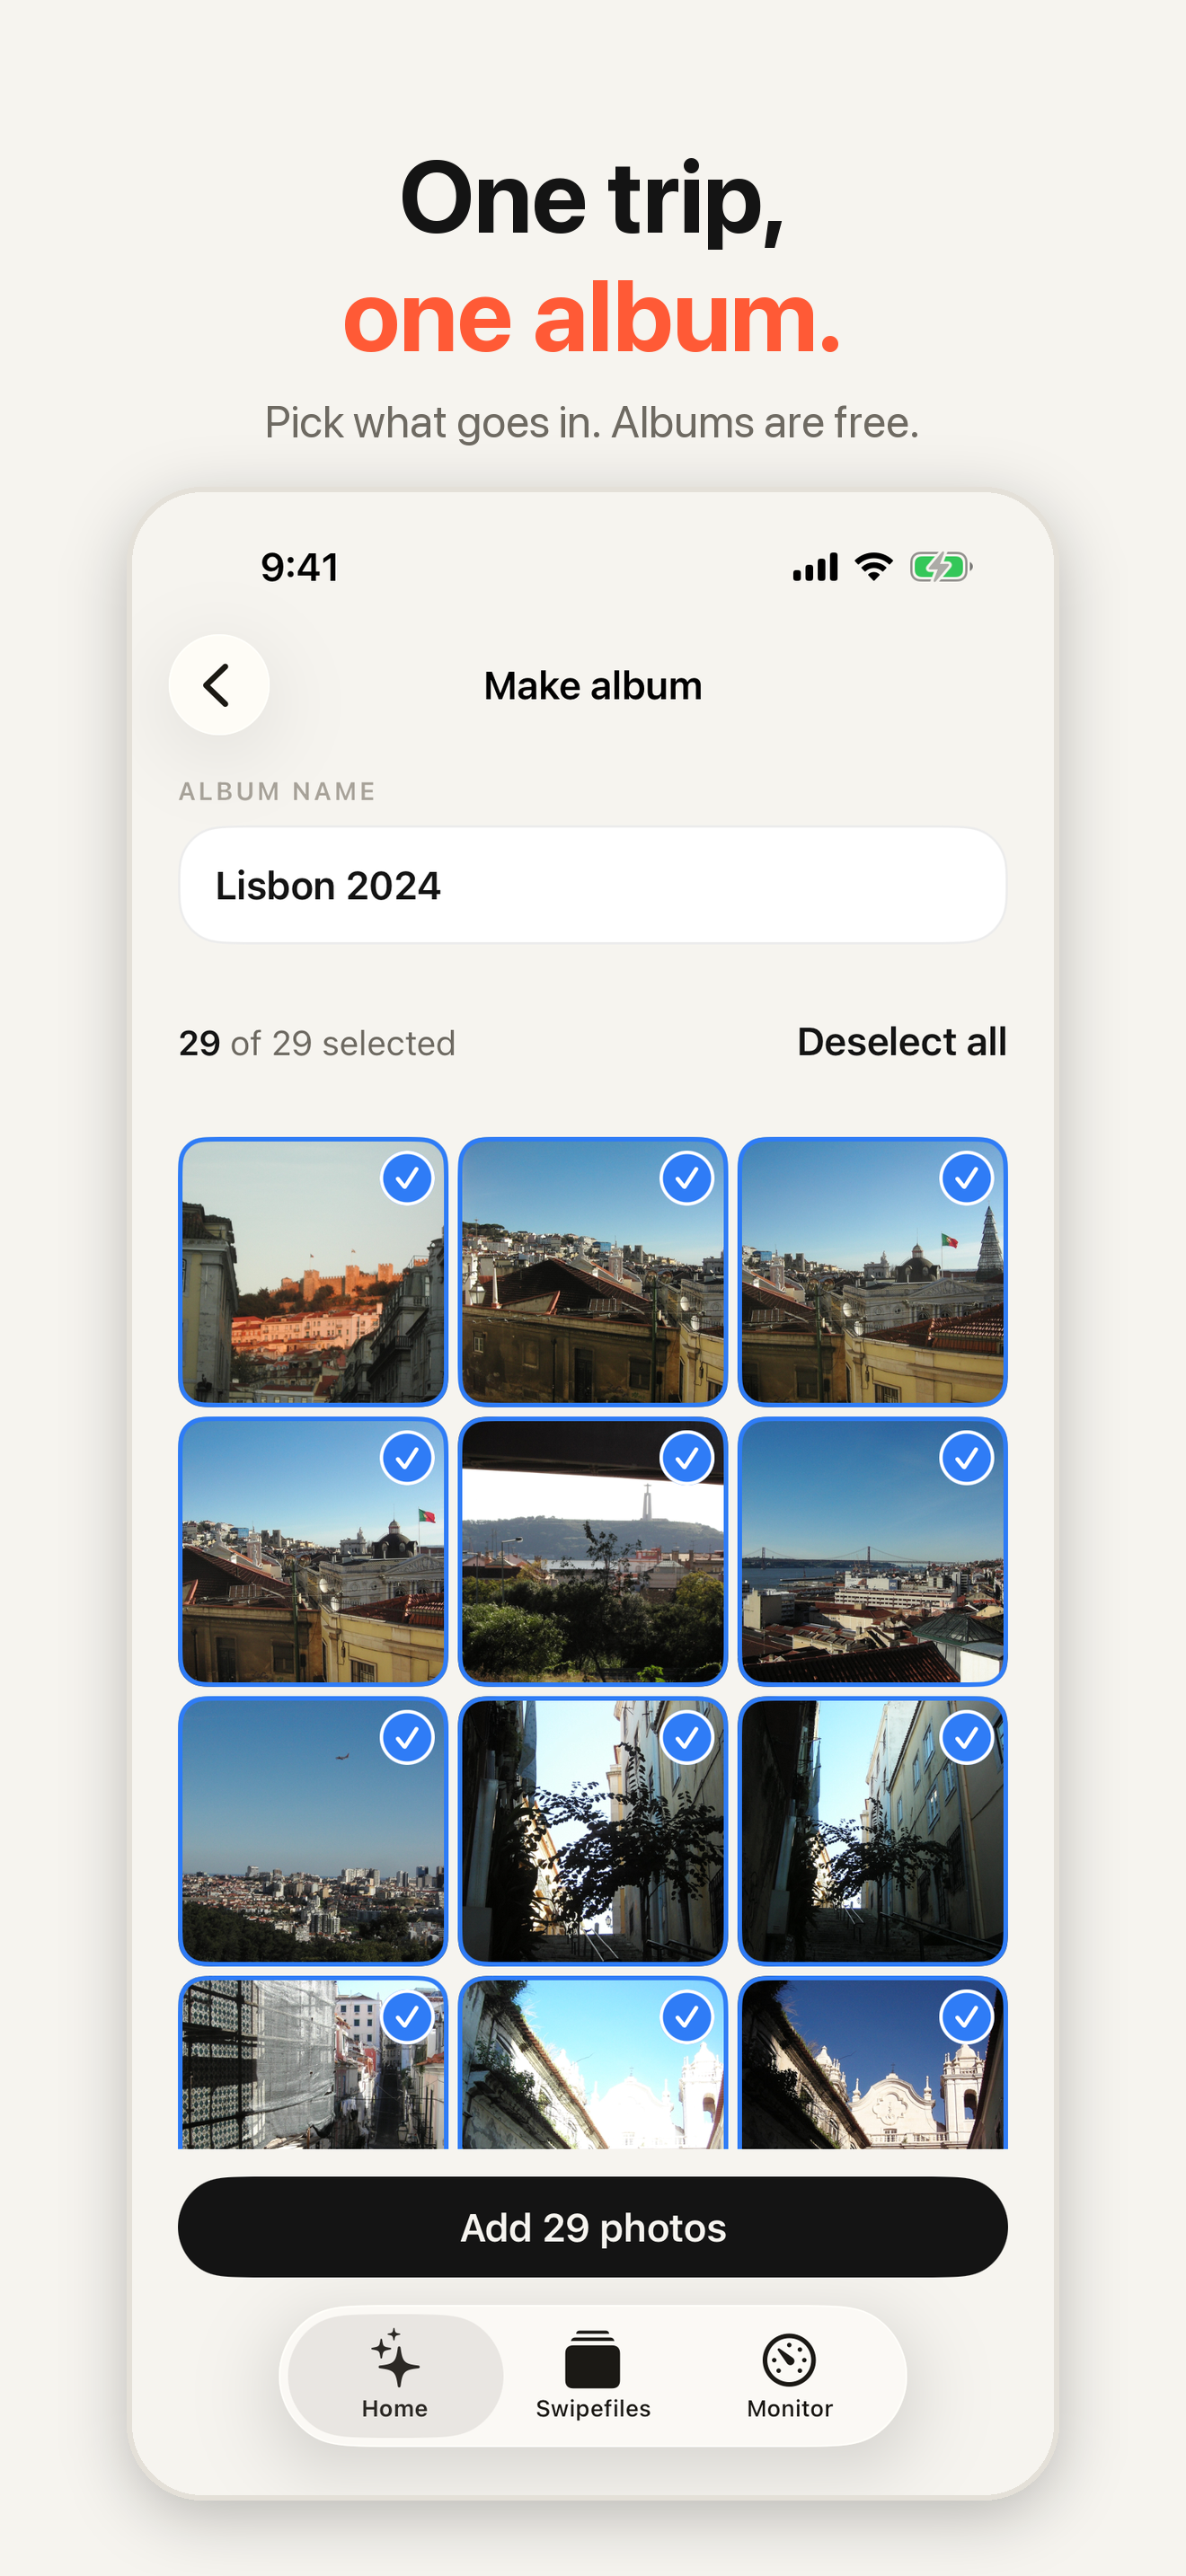 One trip,
one album.
Pick what goes in. Albums are free.
9:41
Make album
ALBUM NAME
Lisbon 2024
29 of 29 selected
Deselect all
Add 29 photos
Home
Swipefiles
Monitor